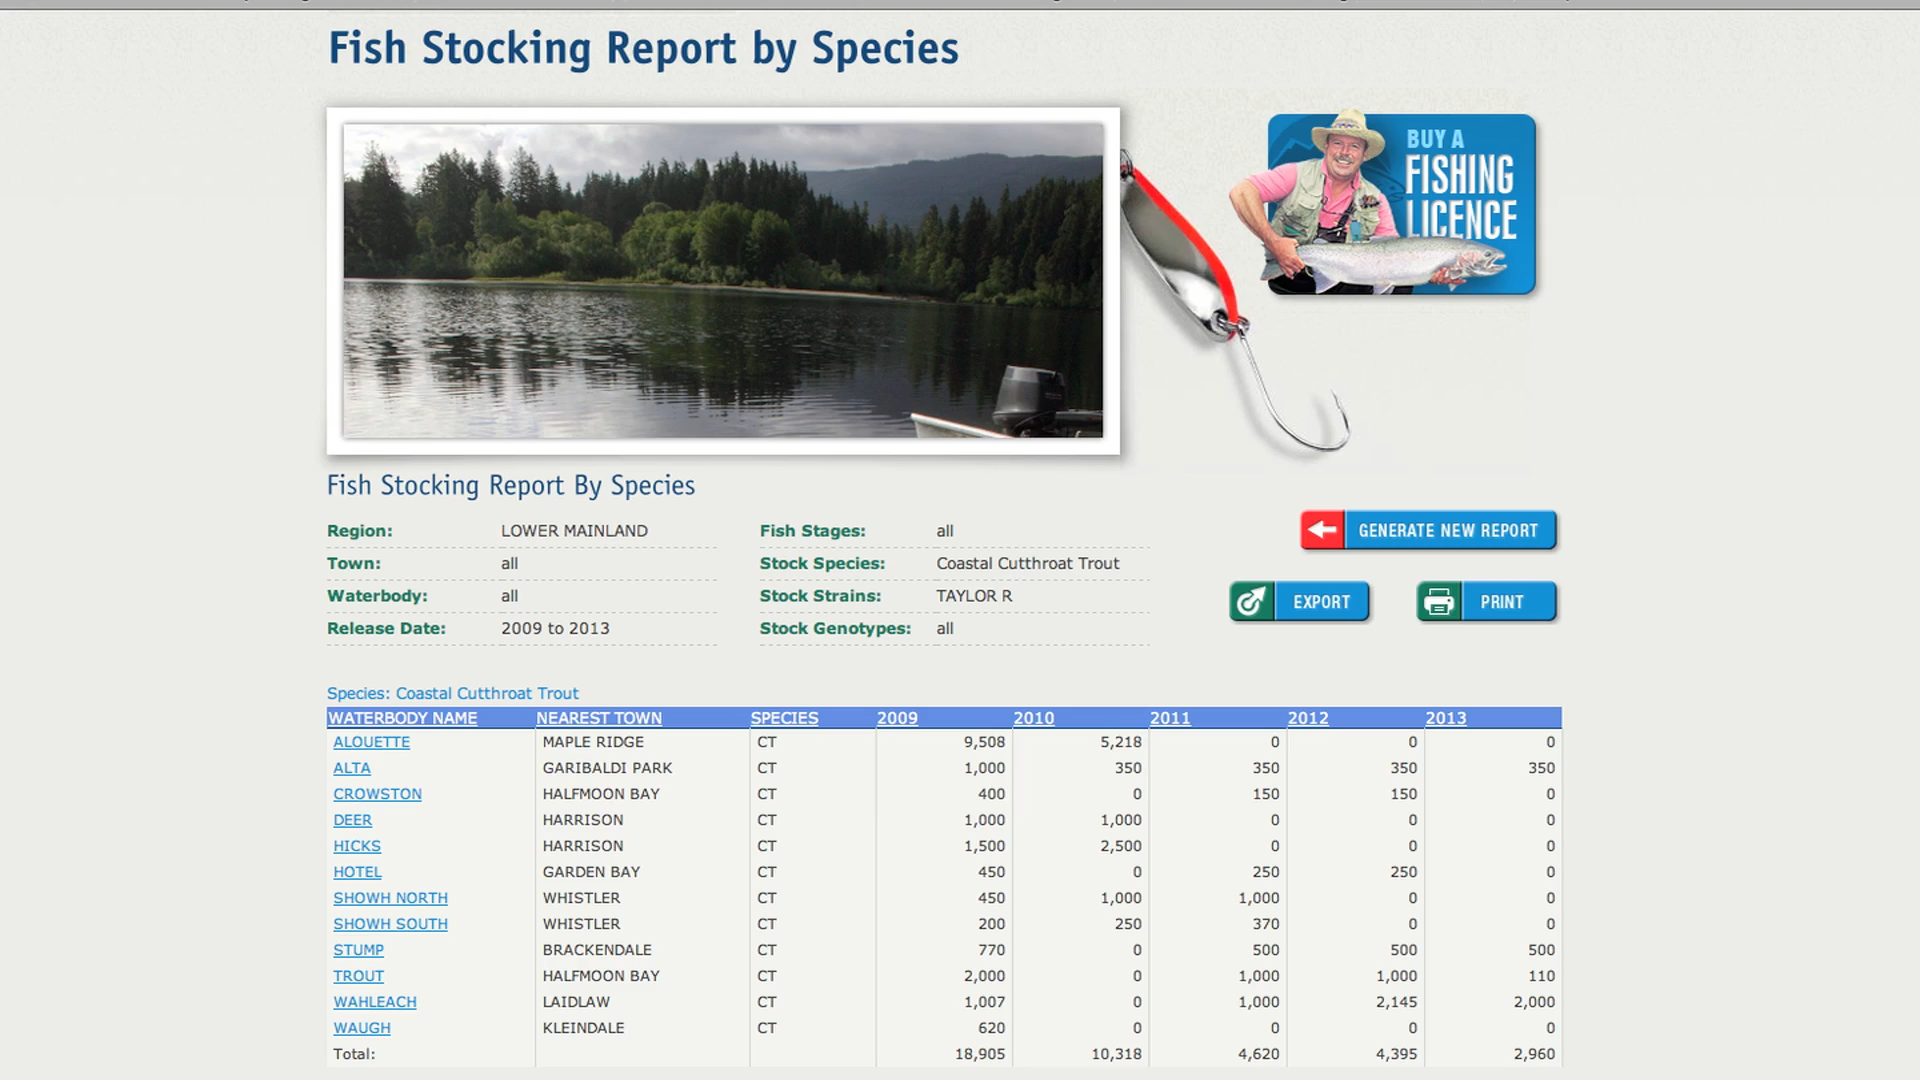 Fish Stocking Report by Species
BUY A
FISHING
LICENCE
Fish Stocking Report By Species
Region: LOWER MAINLAND Fish Stages: all
Town: all Stock Species: Coastal Cutthroat Trout
Waterbody: all Stock Strains: TAYLOR R
Release Date: 2009 to 2013 Stock Genotypes: all
GENERATE NEW REPORT
EXPORT PRINT
Species: Coastal Cutthroat Trout
WATERBODY NAME NEAREST TOWN SPECIES 2009 2010 2011 2012 2013
ALOUETTE MAPLE RIDGE CT 9,508 5,218 0 0 0
ALTA GARIBALDI PARK CT 1,000 350 350 350 350
CROWSTON HALFMOON BAY CT 400 0 150 150 0
DEER HARRISON CT 1,000 1,000 0 0 0
HICKS HARRISON CT 1,500 2,500 0 0 0
HOTEL GARDEN BAY CT 450 0 250 250 0
SHOWH NORTH WHISTLER CT 450 1,000 1,000 0 0
SHOWH SOUTH WHISTLER CT 200 250 370 0 0
STUMP BRACKENDALE CT 770 0 500 500 500
TROUT HALFMOON BAY CT 2,000 0 1,000 1,000 110
WAHLEACH LAIDLAW CT 1,007 0 1,000 2,145 2,000
WAUGH KLEINDALE CT 620 0 0 0 0
Total: 18,905 10,318 4,620 4,395 2,960